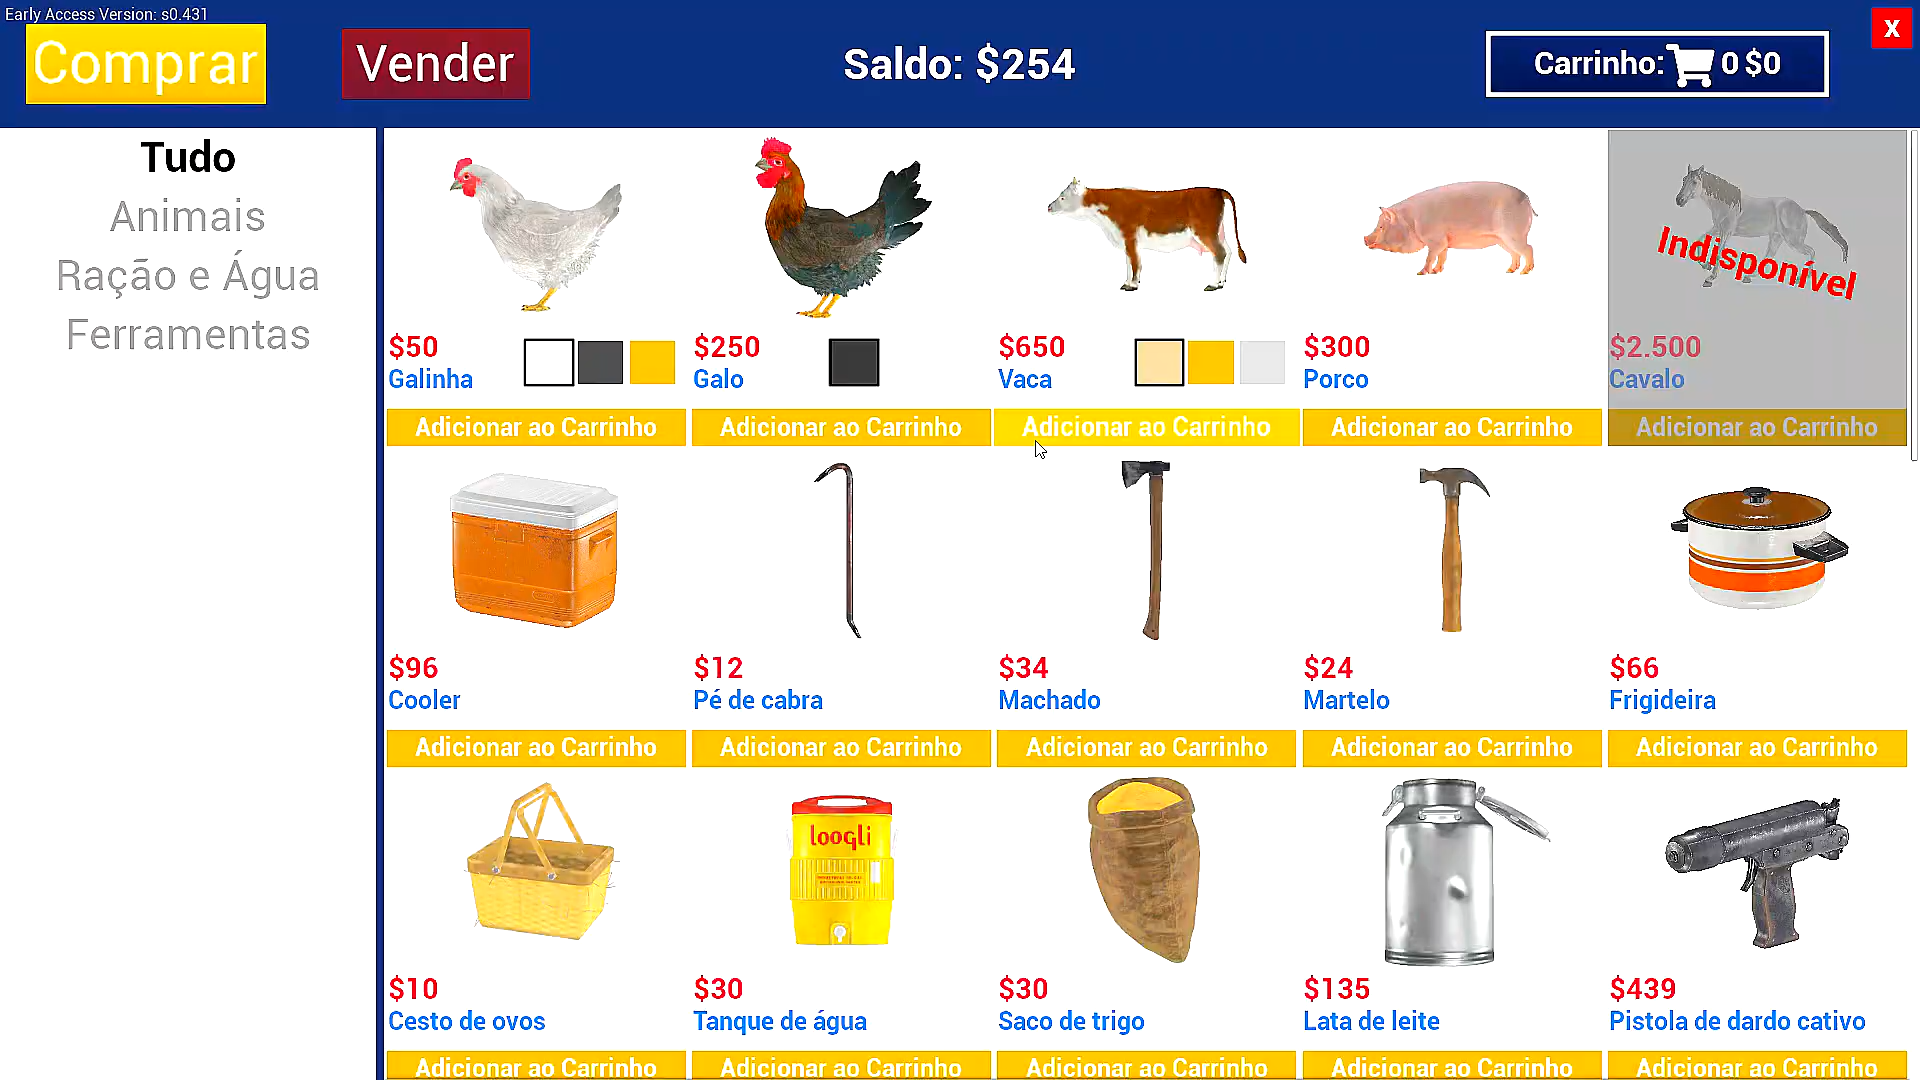 Early Access Version: s0.431
Comprar
Vender
Saldo: $254
Carrinho: 0 $0
X
Tudo
Animais
Ração e Água
Ferramentas
$50
Galinha
Adicionar ao Carrinho
$250
Galo
Adicionar ao Carrinho
$650
Vaca
Adicionar ao Carrinho
$300
Porco
Adicionar ao Carrinho
Indisponível
$2.500
Cavalo
Adicionar ao Carrinho
$96
Cooler
Adicionar ao Carrinho
$12
Pé de cabra
Adicionar ao Carrinho
$34
Machado
Adicionar ao Carrinho
$24
Martelo
Adicionar ao Carrinho
$66
Frigideira
Adicionar ao Carrinho
$10
Cesto de ovos
Adicionar ao Carrinho
looqli
$30
Tanque de água
Adicionar ao Carrinho
$30
Saco de trigo
Adicionar ao Carrinho
$135
Lata de leite
Adicionar ao Carrinho
$439
Pistola de dardo cativo
Adicionar ao Carrinho